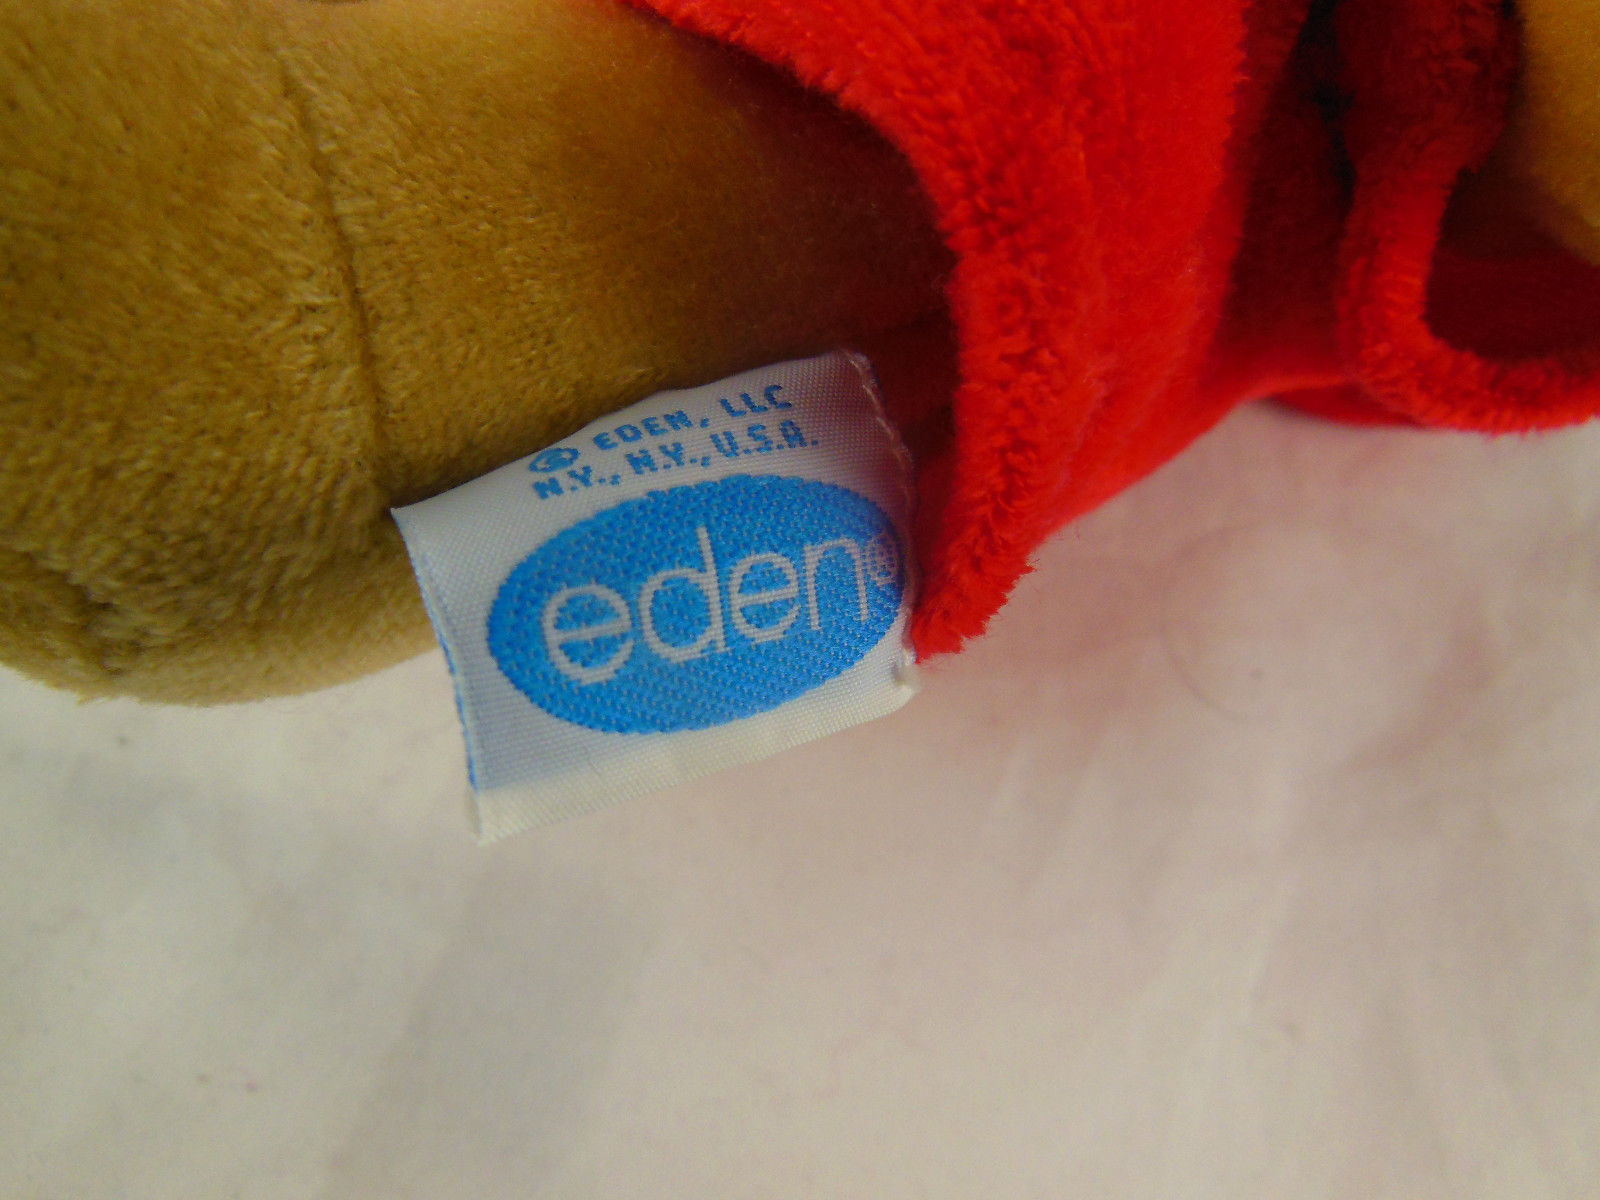 ® EDEN, LLC
N.Y., N.Y., U.S.A.
eden®